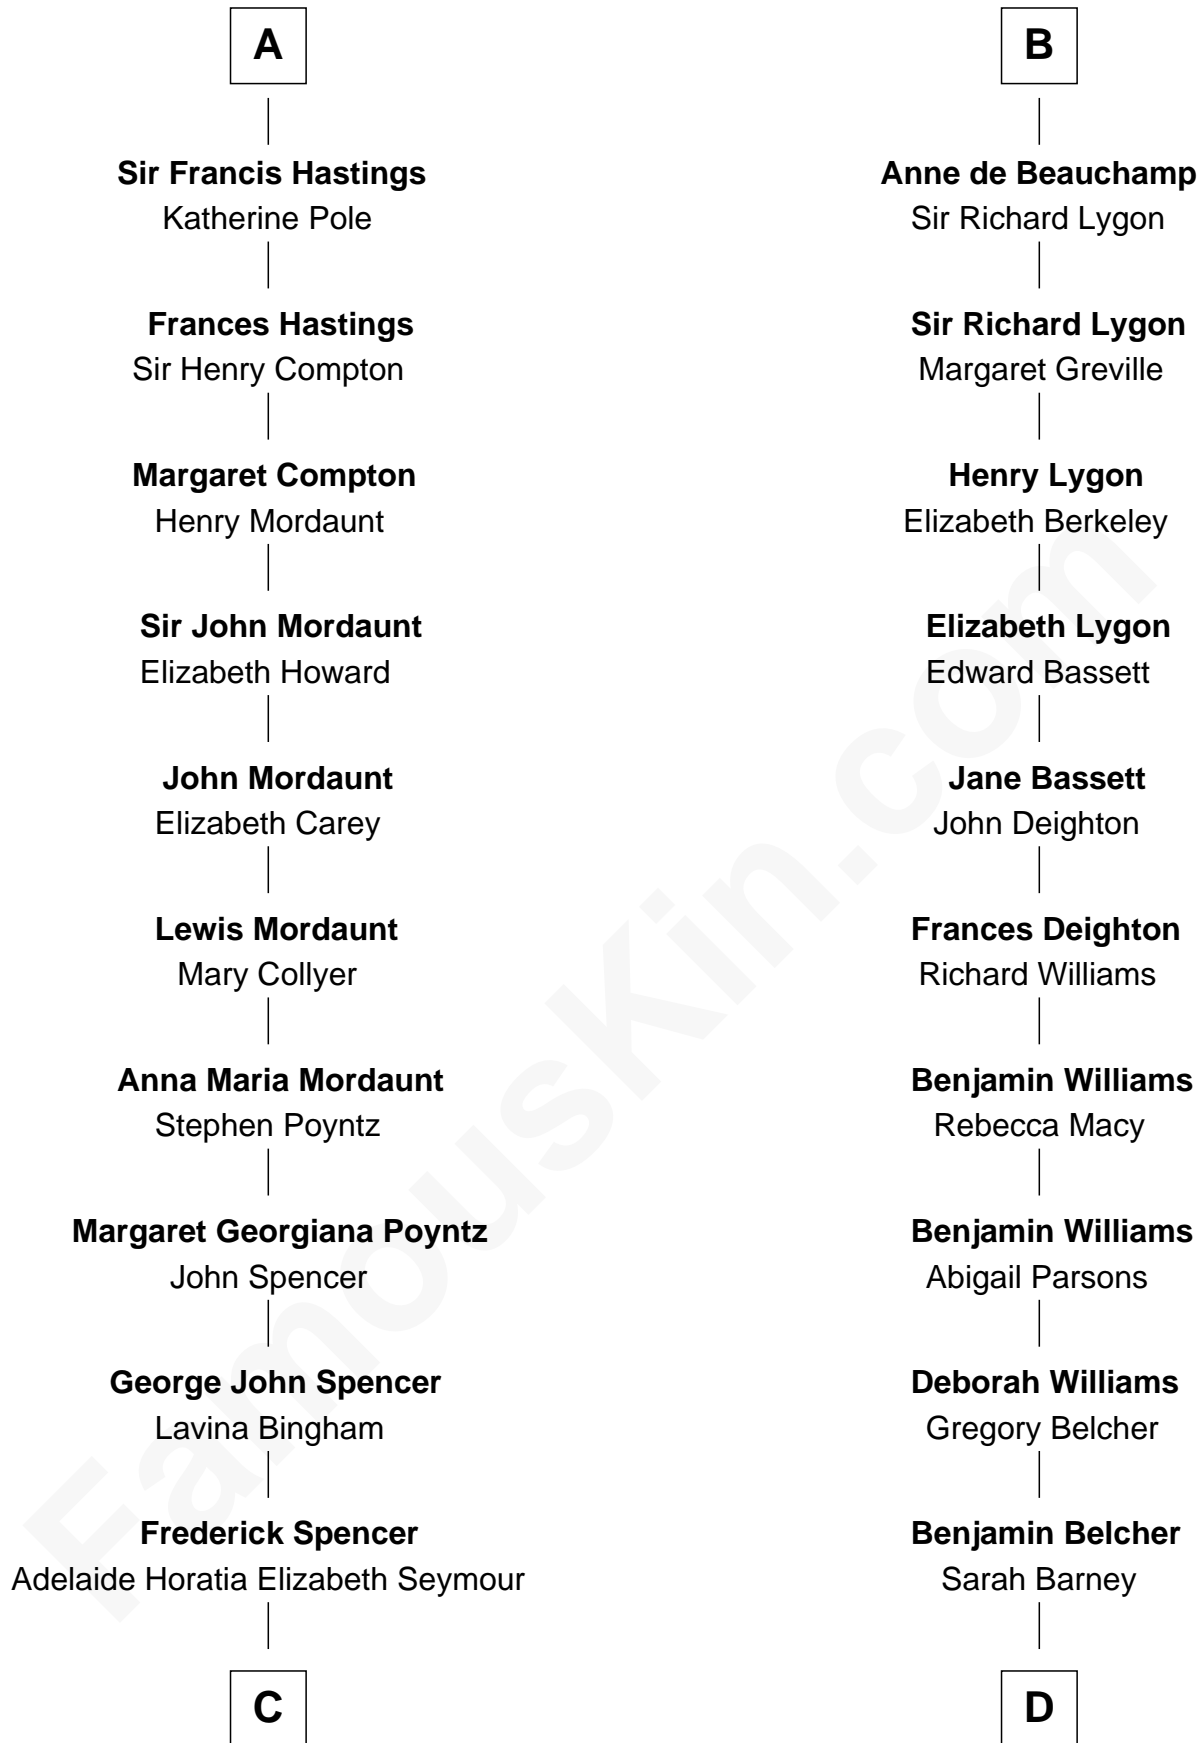 A
Sir Francis Hastings
Katherine Pole
Frances Hastings
Sir Henry Compton
Margaret Compton
Henry Mordaunt
Sir John Mordaunt
Elizabeth Howard
John Mordaunt
Elizabeth Carey
Lewis Mordaunt
Mary Collyer
Anna Maria Mordaunt
Stephen Poyntz
Margaret Georgiana Poyntz
John Spencer
George John Spencer
Lavina Bingham
Frederick Spencer
Adelaide Horatia Elizabeth Seymour
C
B
Anne de Beauchamp
Sir Richard Lygon
Sir Richard Lygon
Margaret Greville
Henry Lygon
Elizabeth Berkeley
Elizabeth Lygon
Edward Bassett
Jane Bassett
John Deighton
Frances Deighton
Richard Williams
Benjamin Williams
Rebecca Macy
Benjamin Williams
Abigail Parsons
Deborah Williams
Gregory Belcher
Benjamin Belcher
Sarah Barney
D
FamousKin.com